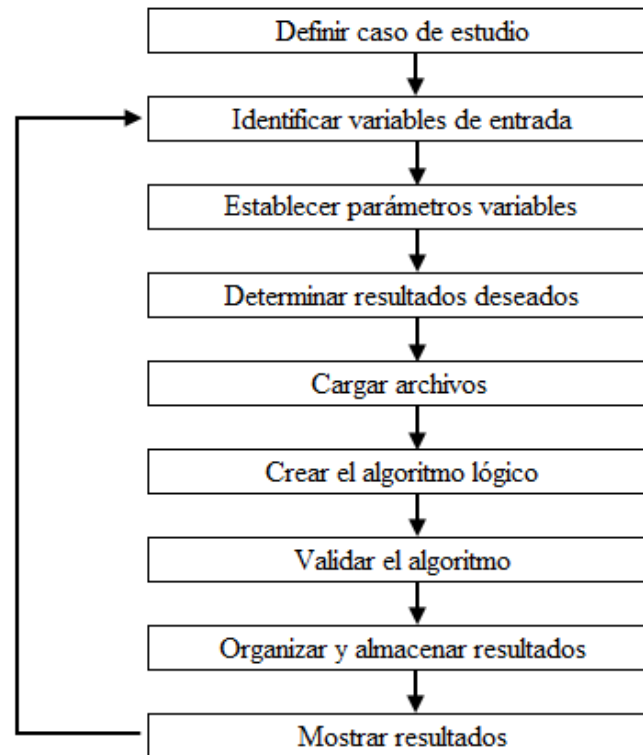 Definir caso de estudio
Identificar variables de entrada
Establecer parámetros variables
Determinar resultados deseados
Cargar archivos
Crear el algoritmo lógico
Validar el algoritmo
Organizar y almacenar resultados
Mostrar resultados